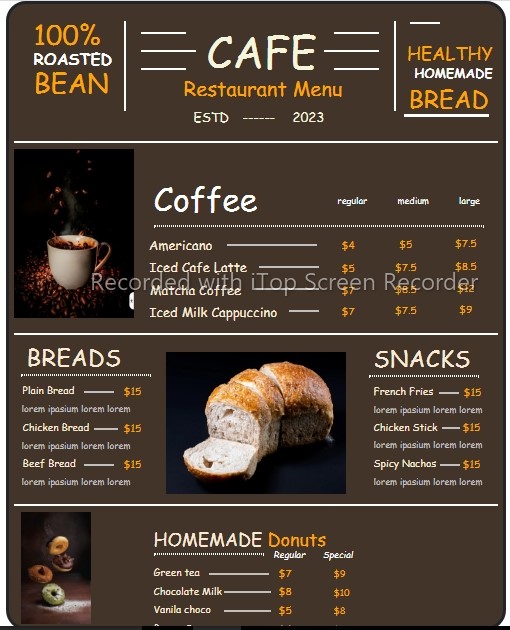 100%
ROASTED
BEAN
CAFE
Restaurant Menu
ESTD ------ 2023
HEALTHY
HOMEMADE
BREAD
Coffee regular medium large
Americano $4 $5 $7.5
Iced Cafe Latte $5 $7.5 $8.5
Recorded with iTop Screen Recorder
Matcha Coffee $7 $8.5 $12
Iced Milk Cappuccino $7 $7.5 $9
BREADS
Plain Bread $15
lorem ipasium lorem lorem
Chicken Bread $15
lorem ipasium lorem lorem
Beef Bread $15
lorem ipasium lorem lorem
SNACKS
French Fries $15
lorem ipasium lorem lorem
Chicken Stick $15
lorem ipasium lorem lorem
Spicy Nachos $15
lorem ipasium lorem lorem
HOMEMADE Donuts
Regular Special
Green tea $7 $9
Chocolate Milk $8 $10
Vanila choco $5 $8